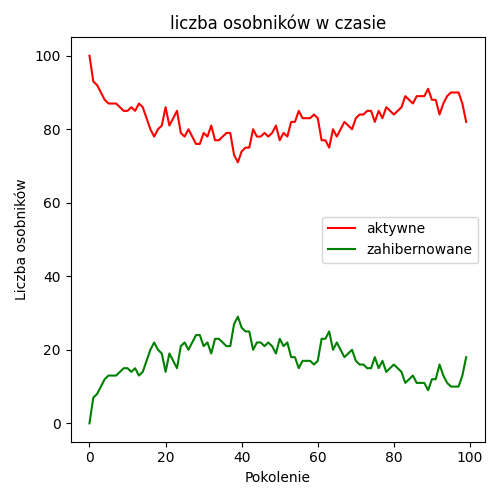 liczba osobników w czasie
Liczba osobników
100
80
60
40
20
0
aktywne
zahibernowane
0 20 40 60 80 100
Pokolenie